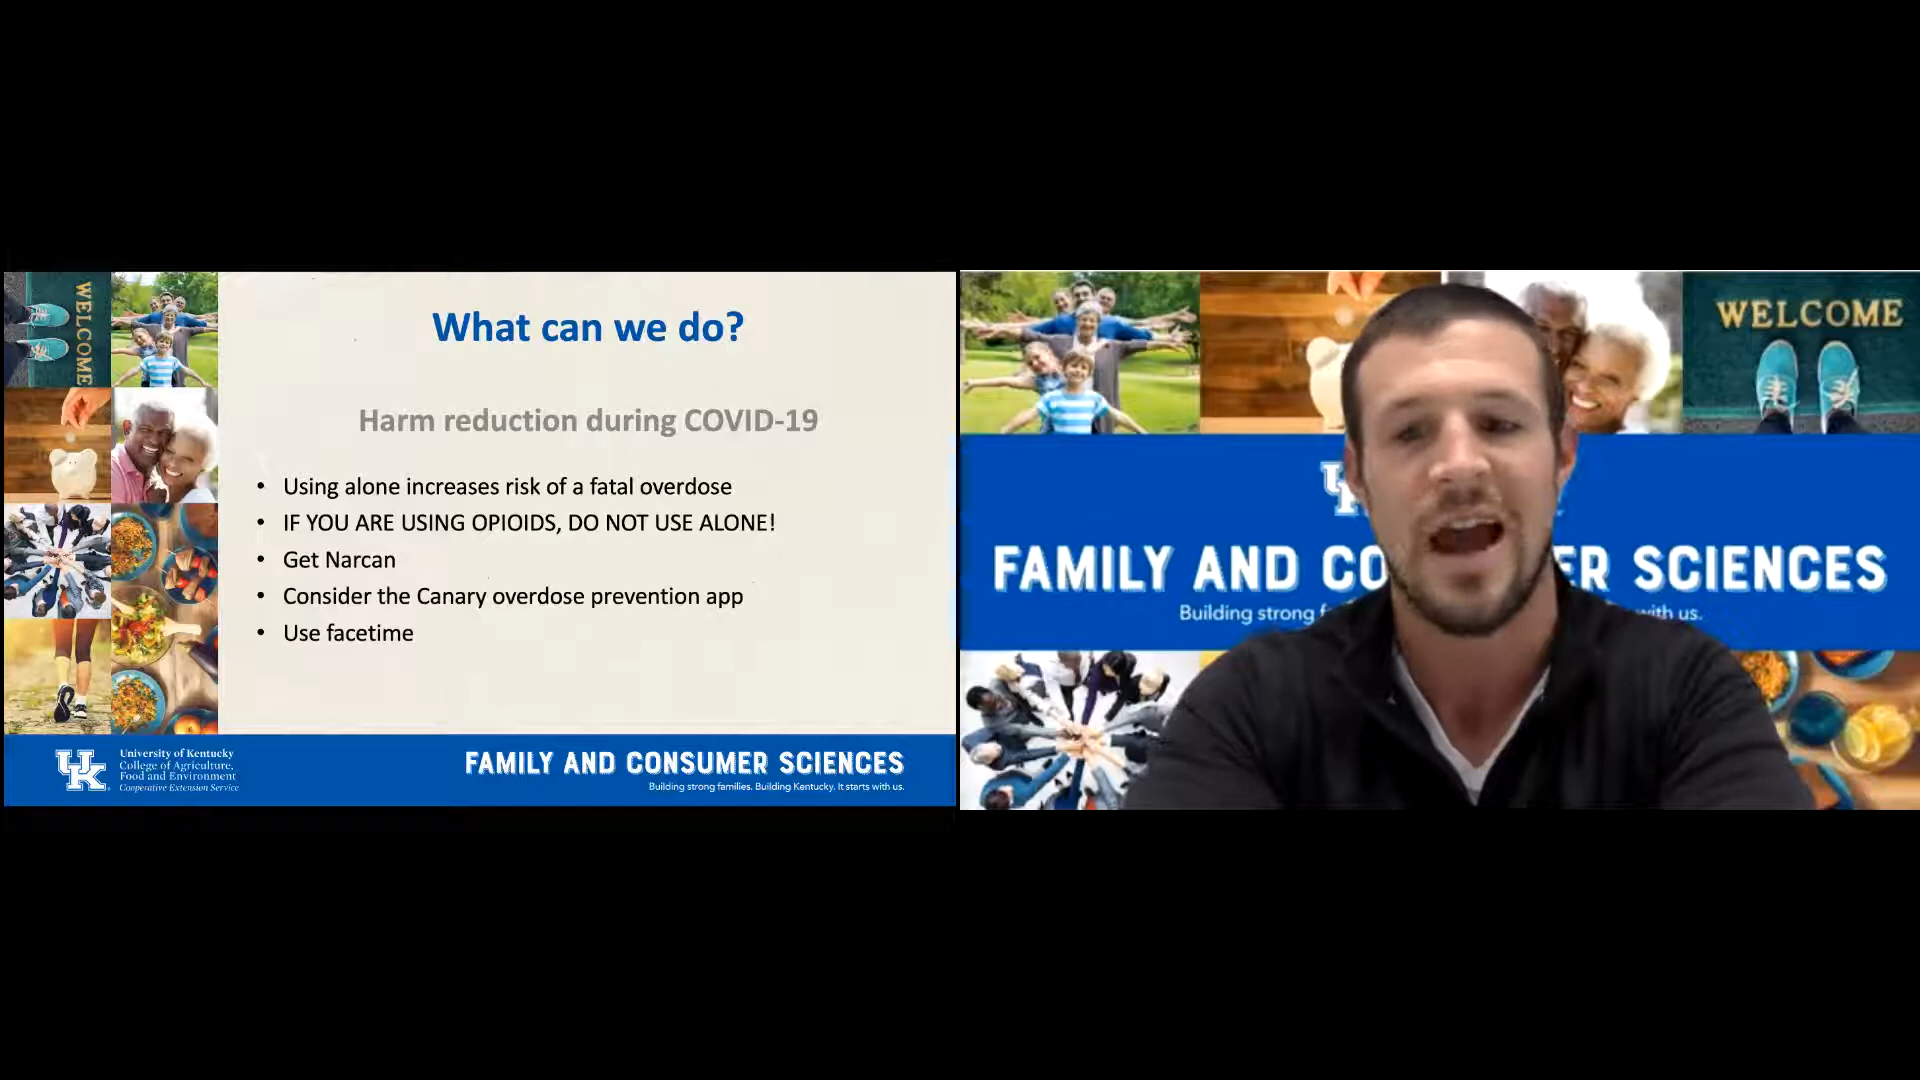 WELCOME
What can we do?
Harm reduction during COVID-19
• Using alone increases risk of a fatal overdose
• IF YOU ARE USING OPIOIDS, DO NOT USE ALONE!
• Get Narcan
• Consider the Canary overdose prevention app
• Use facetime
UK
University of Kentucky
College of Agriculture,
Food and Environment
Cooperative Extension Service
FAMILY AND CONSUMER SCIENCES
Building strong families. Building Kentucky. It starts with us.
WELCOME
FAMILY AND CO ER SCIENCES
Building strong with us.